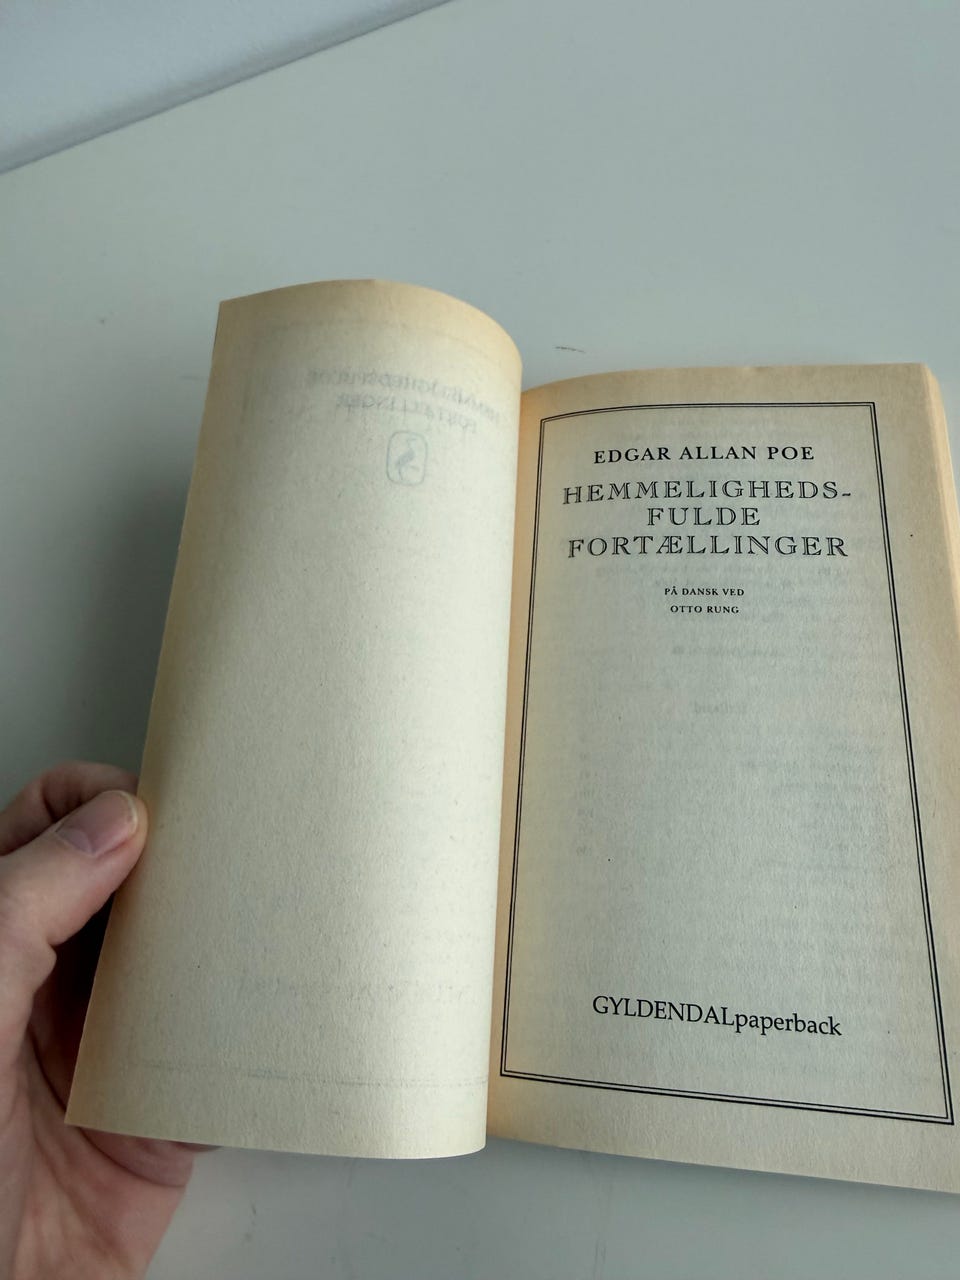 EDGAR ALLAN POE
HEMMELIGHEDS-
FULDE
FORTÆLLINGER
PÅ DANSK VED
OTTO RUNG
GYLDENDALpaperback